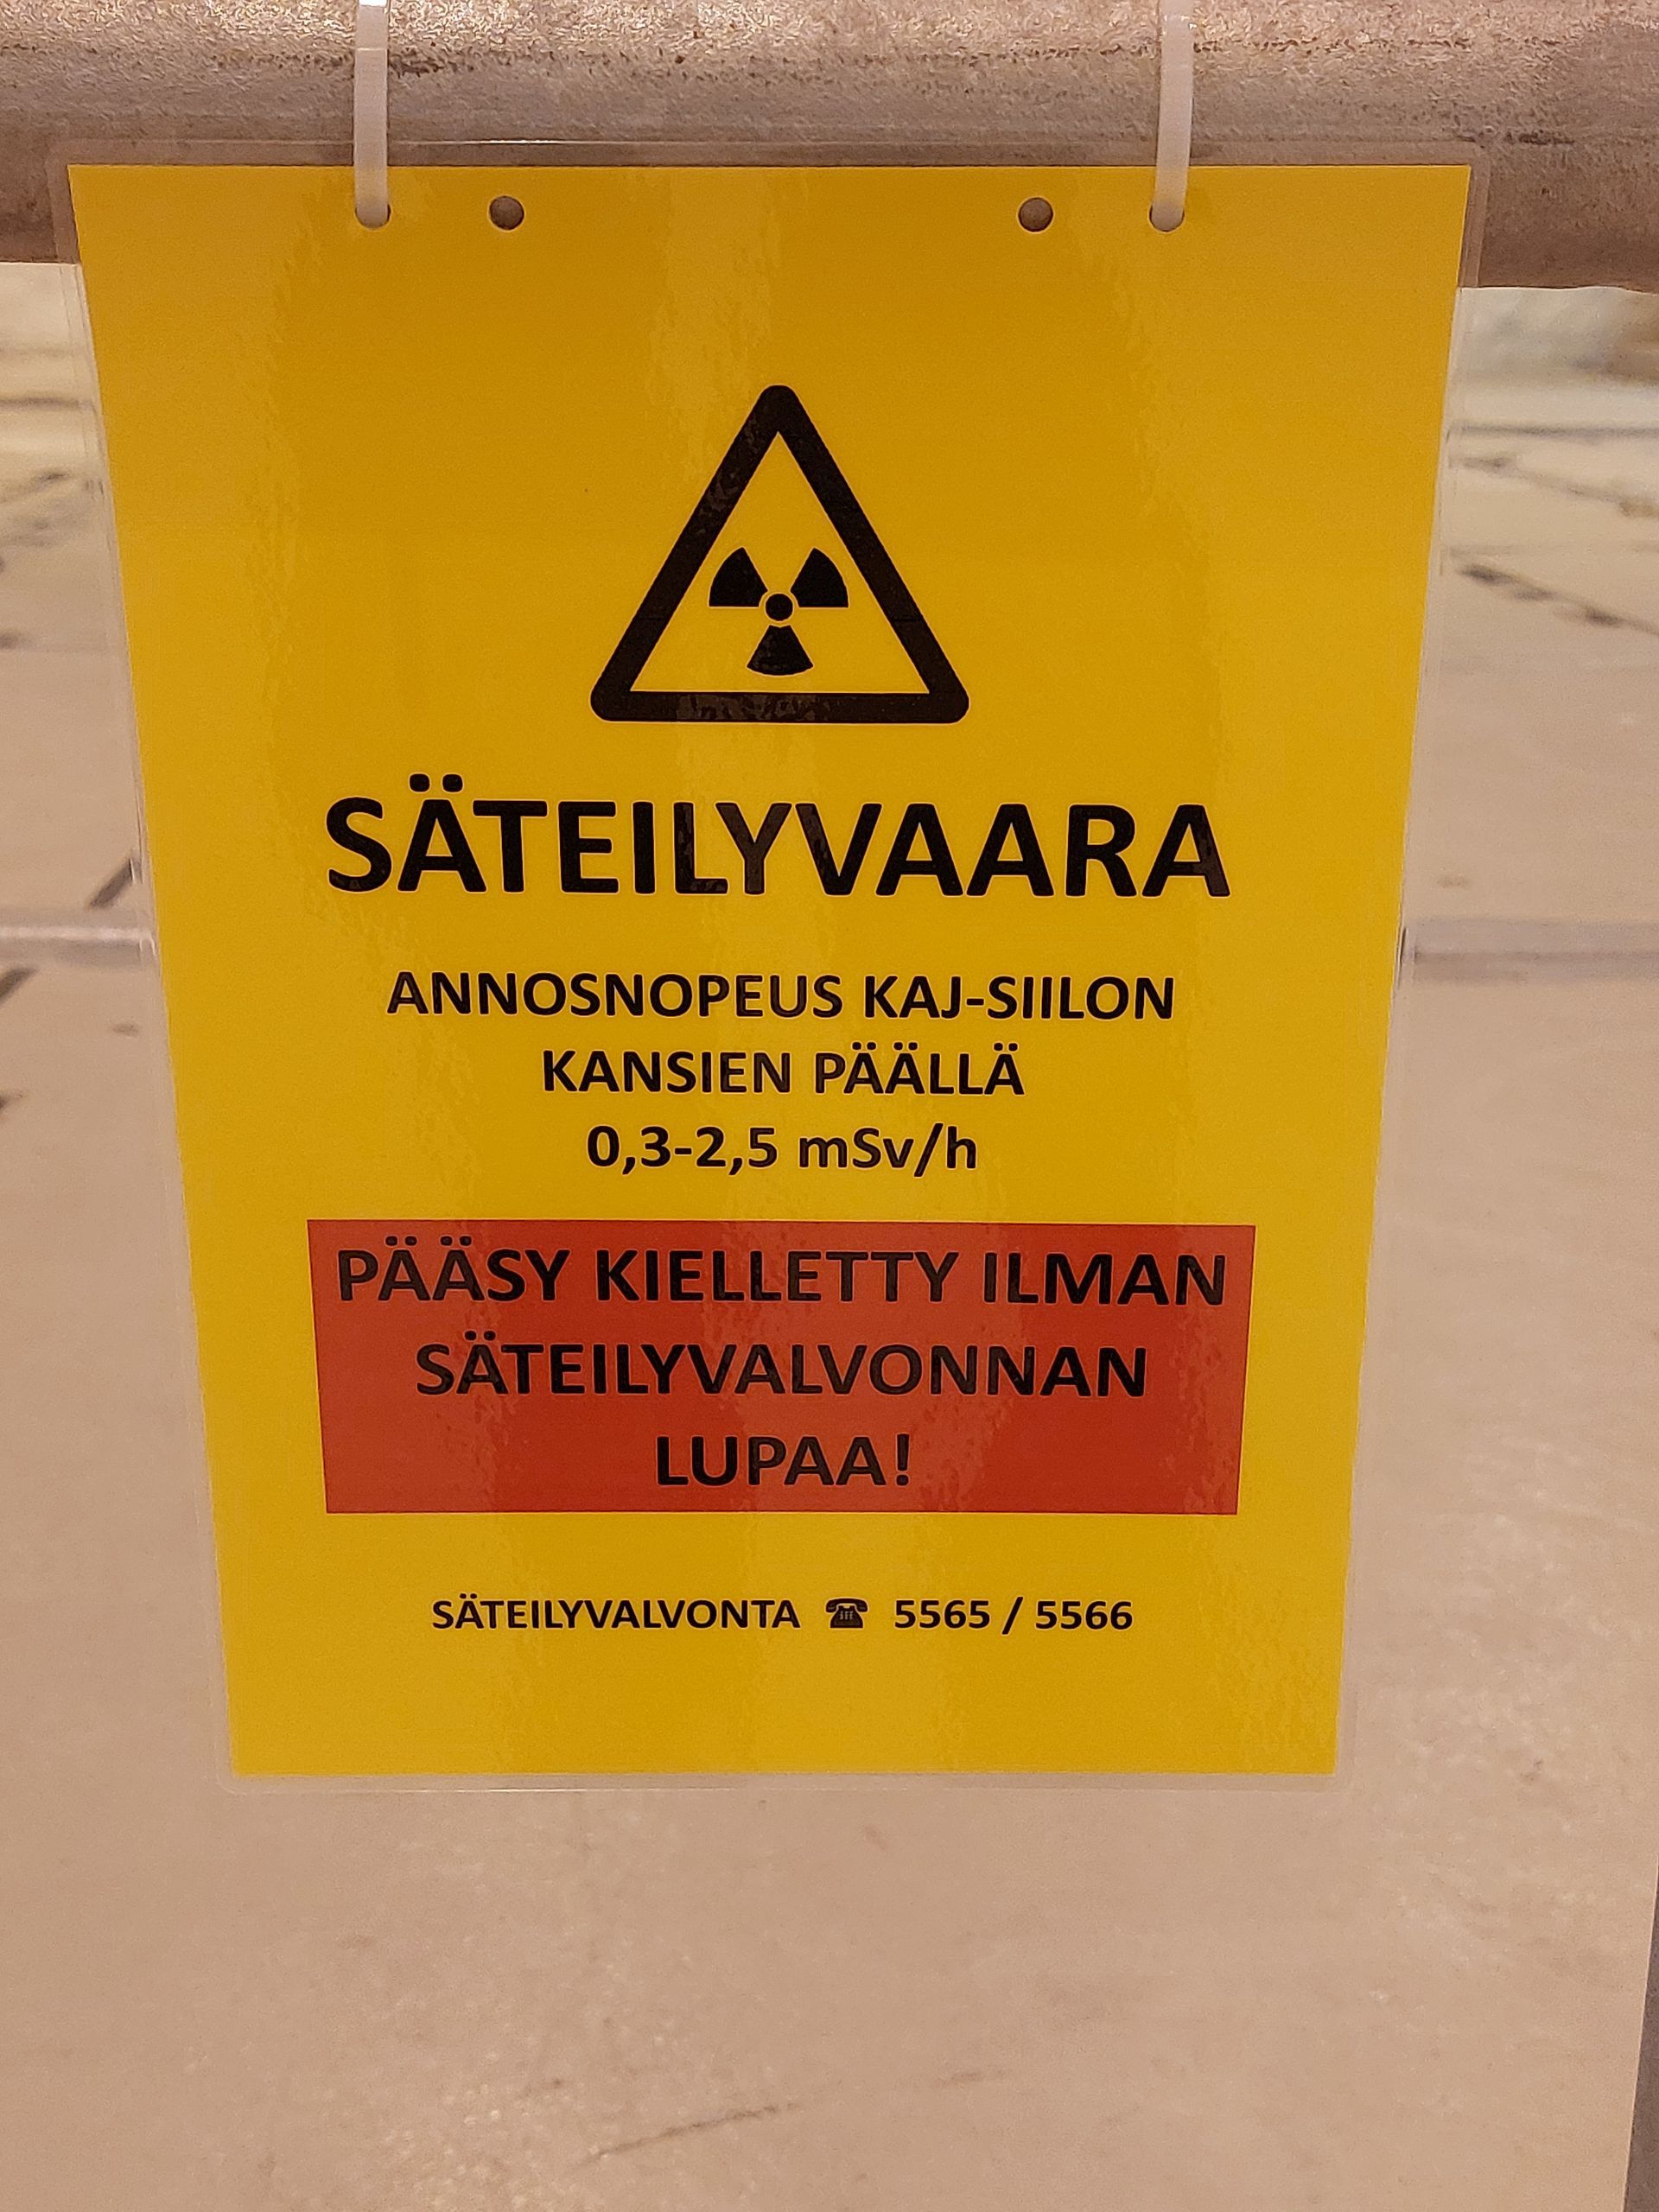 SÄTEILYVAARA
ANNOSNOPEUS KAJ-SIILON
KANSIEN PÄÄLLÄ
0,3-2,5 mSv/h
PÄÄSY KIELLETTY ILMAN
SÄTEILYVALVONNAN
LUPAA!
SÄTEILYVALVONTA ☎ 5565 / 5566